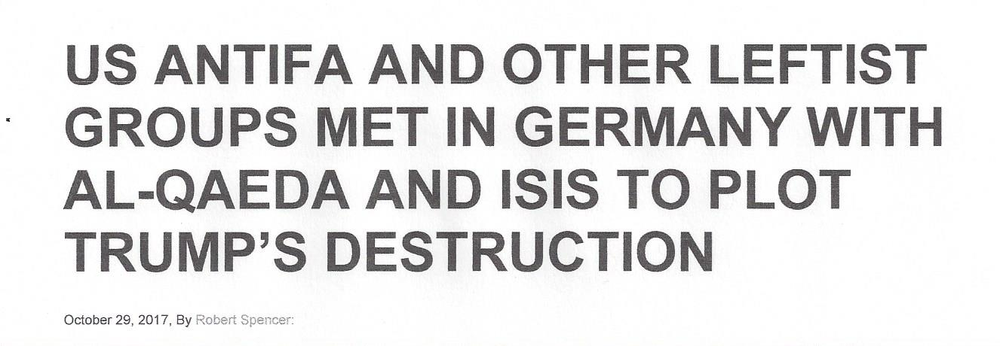 US ANTIFA AND OTHER LEFTIST
GROUPS MET IN GERMANY WITH
AL-QAEDA AND ISIS TO PLOT
TRUMP’S DESTRUCTION
October 29, 2017, By Robert Spencer: